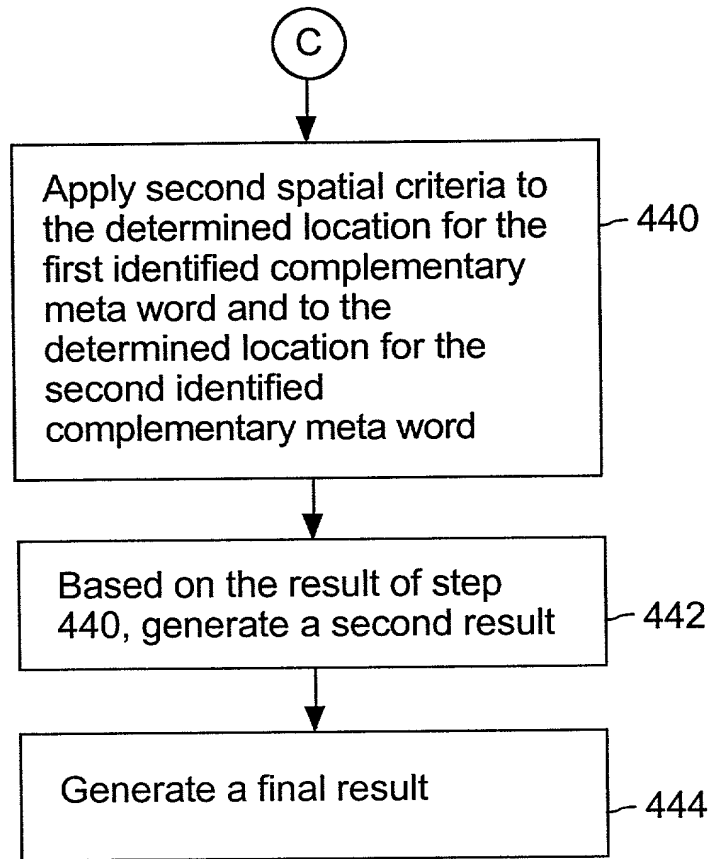 C
Apply second spatial criteria to
the determined location for the
first identified complementary
meta word and to the
determined location for the
second identified
complementary meta word
440
Based on the result of step
440, generate a second result
442
Generate a final result
444